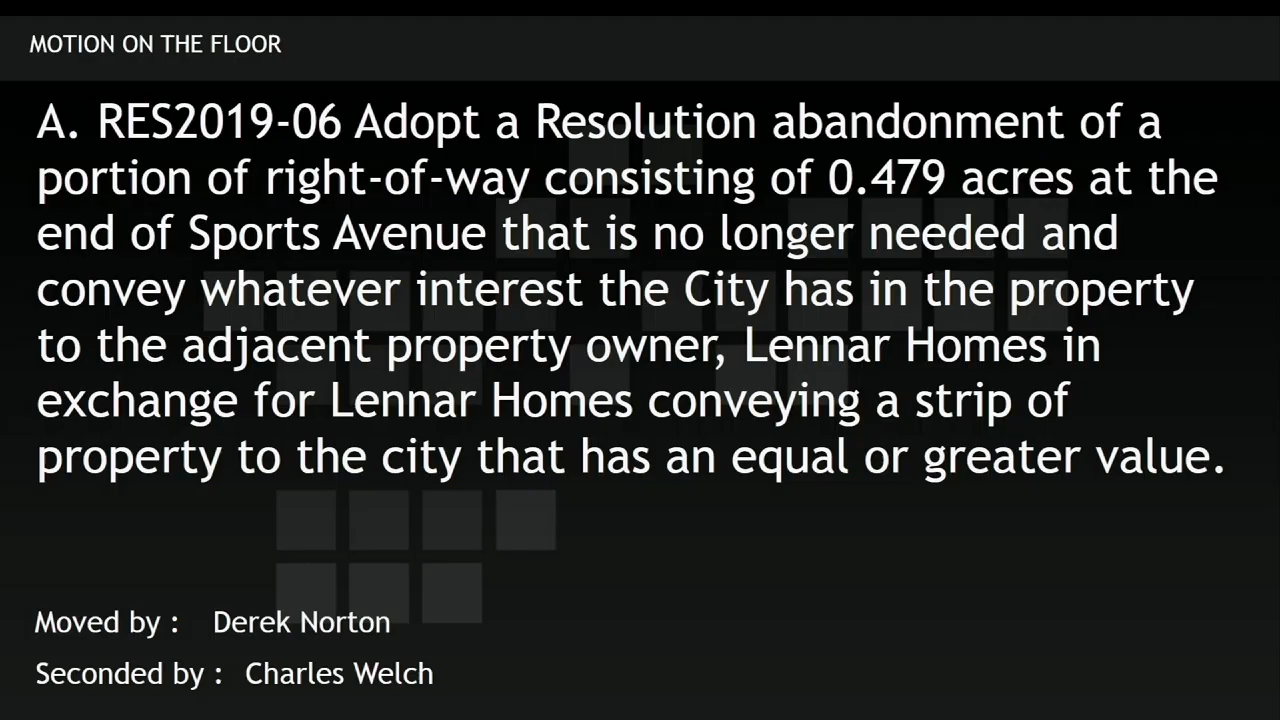 MOTION ON THE FLOOR
A. RES2019-06 Adopt a Resolution abandonment of a
portion of right-of-way consisting of 0.479 acres at the
end of Sports Avenue that is no longer needed and
convey whatever interest the City has in the property
to the adjacent property owner, Lennar Homes in
exchange for Lennar Homes conveying a strip of
property to the city that has an equal or greater value.
Moved by : Derek Norton
Seconded by : Charles Welch